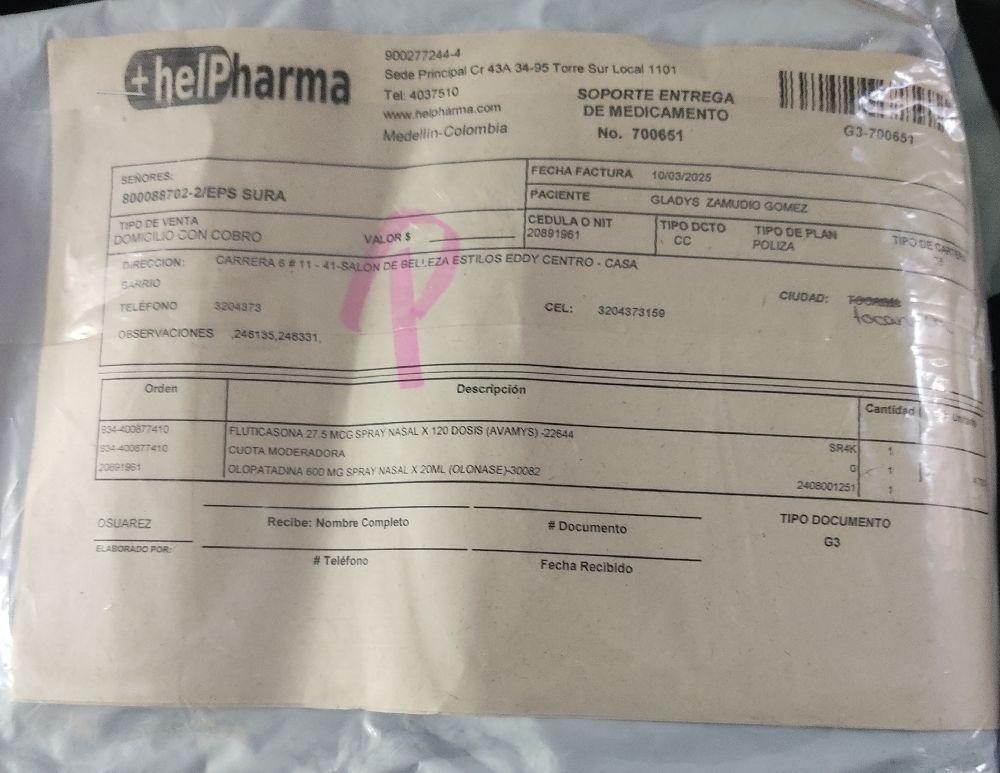 +helPharma
900277244-4
Sede Principal Cr 43A 34-95 Torre Sur Local 1101
Tel: 4037510
www.helpharma.com
Medellín-Colombia
SOPORTE ENTREGA
DE MEDICAMENTO
No. 700651
G3-700651
SEÑORES:
800088702-2/EPS SURA
FECHA FACTURA 10/03/2025
PACIENTE GLADYS ZAMUDIO GOMEZ
TIPO DE VENTA
DOMICILIO CON COBRO
VALOR $
CEDULA O NIT
20891961
TIPO DCTO
CC
TIPO DE PLAN
POLIZA
TIPO DE
DIRECCION: CARRERA 6 # 11 - 41-SALON DE BELLEZA ESTILOS EDDY CENTRO - CASA
BARRIO
TELÉFONO 3204373
CEL: 3204373159
CIUDAD:
OBSERVACIONES ,246135,248331,
P
Orden Descripción Cantidad
934-400877410 FLUTICASONA 27.5 MCG SPRAY NASAL X 120 DOSIS (AVAMYS) -22644 SR4K 1
934-400877410 CUOTA MODERADORA 0 1
20891961 OLOPATADINA 600 MG SPRAY NASAL X 20ML (OLONASE)-30082 2408001251 1
OSUAREZ
ELABORADO POR:
Recibe: Nombre Completo
# Documento
TIPO DOCUMENTO
G3
# Teléfono
Fecha Recibido